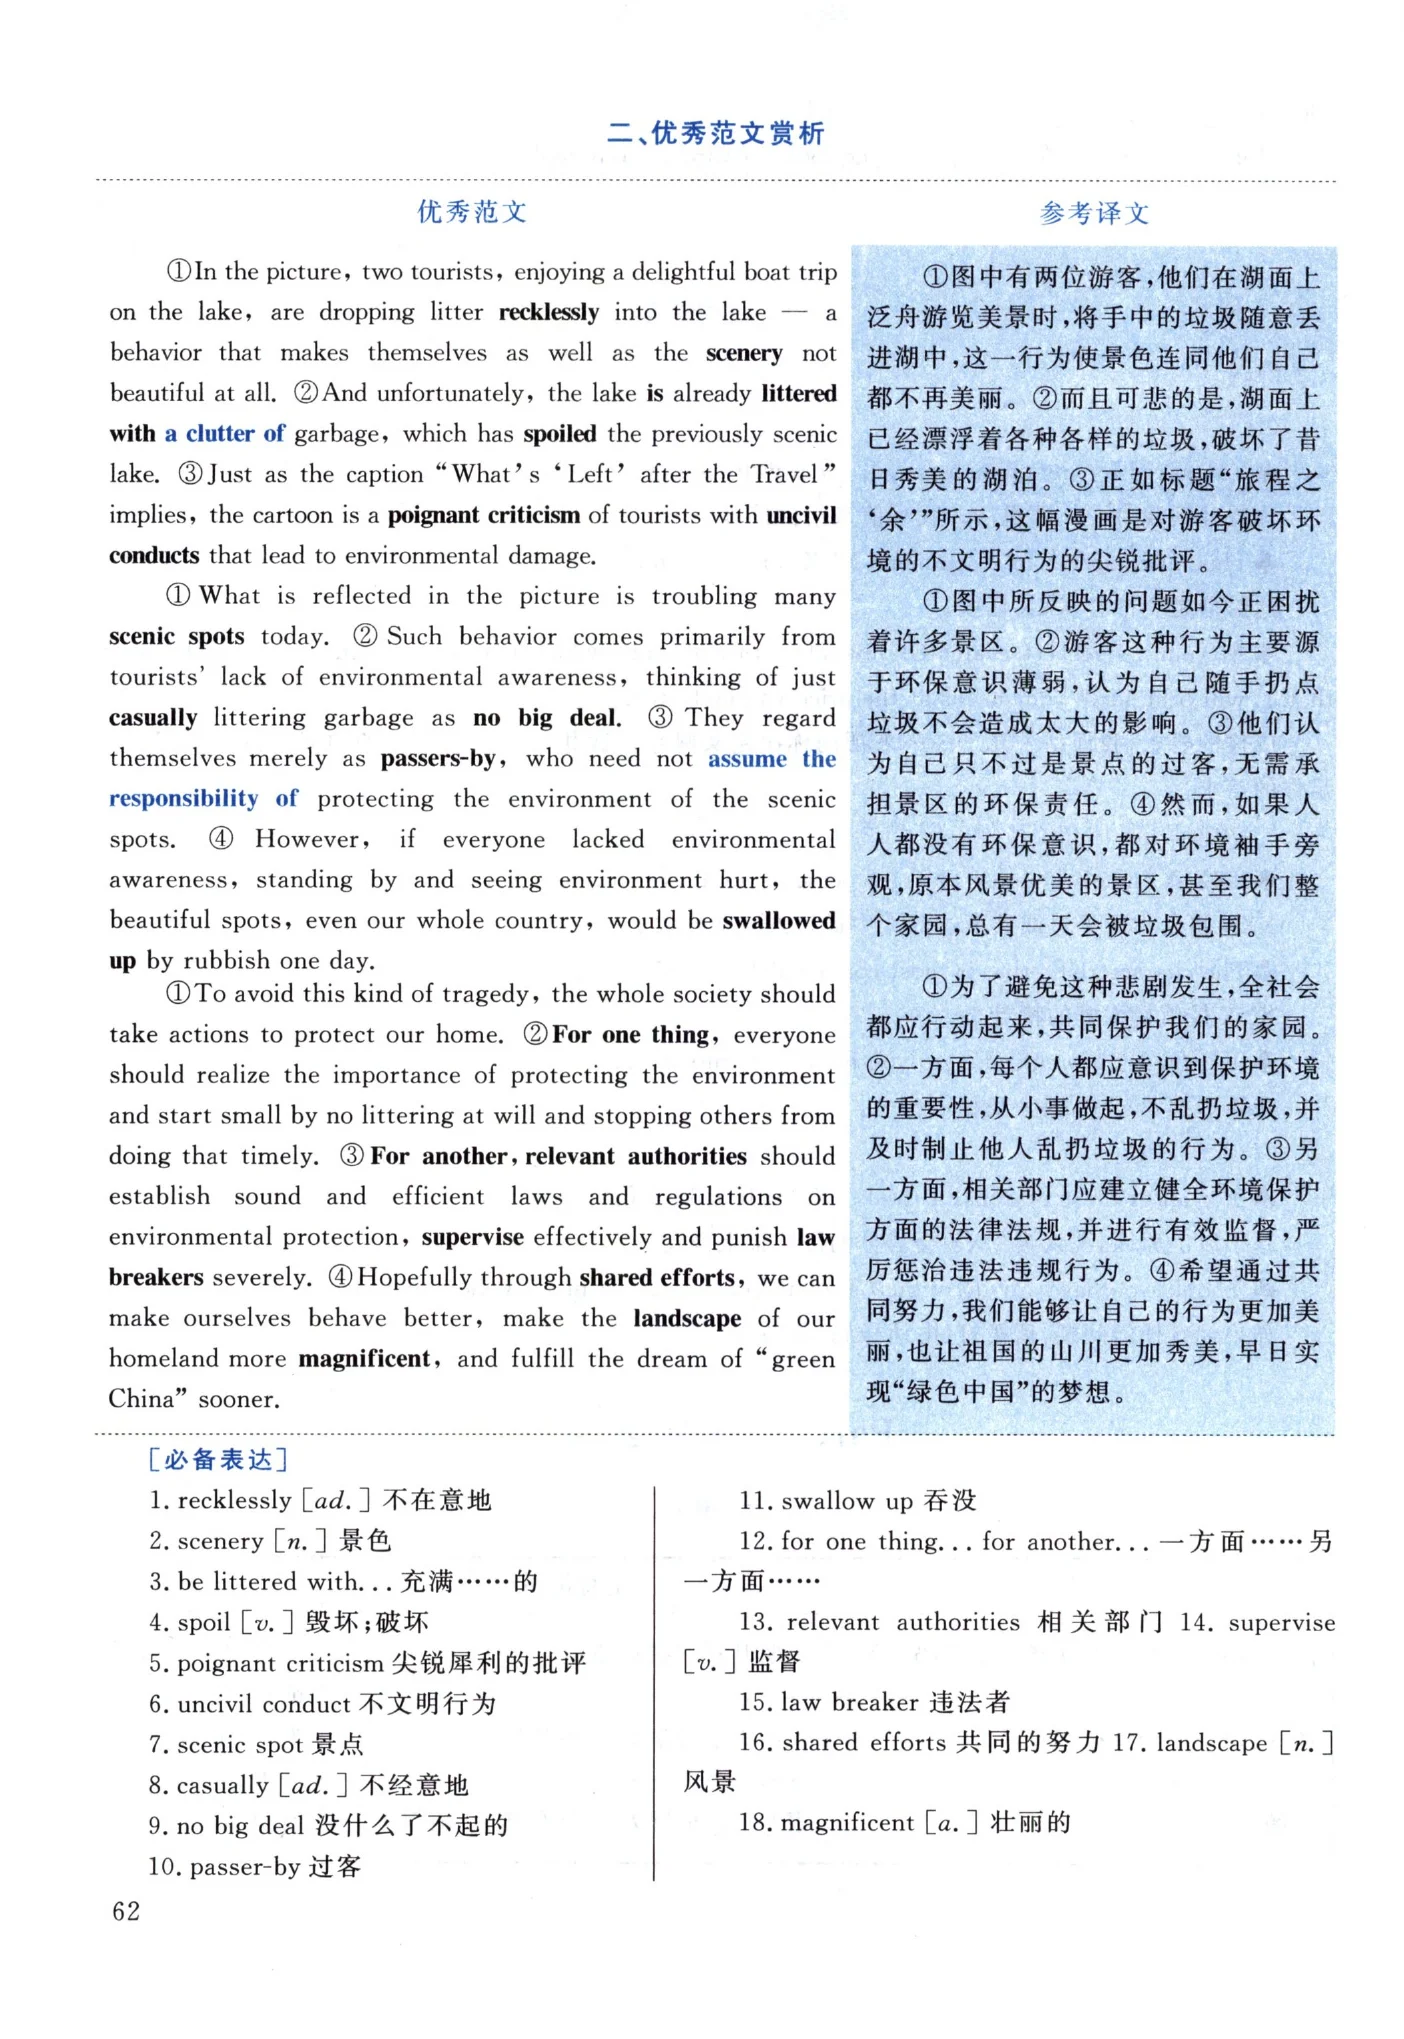 二、优秀范文赏析
优秀范文
①In the picture, two tourists, enjoying a delightful boat trip
on the lake, are dropping litter recklessly into the lake — a
behavior that makes themselves as well as the scenery not
beautiful at all. ②And unfortunately, the lake is already littered
with a clutter of garbage, which has spoiled the previously scenic
lake. ③Just as the caption “What’s ‘Left’ after the Travel”
implies, the cartoon is a poignant criticism of tourists with uncivil
conducts that lead to environmental damage.
① What is reflected in the picture is troubling many
scenic spots today. ② Such behavior comes primarily from
tourists’ lack of environmental awareness, thinking of just
casually littering garbage as no big deal. ③ They regard
themselves merely as passers-by, who need not assume the
responsibility of protecting the environment of the scenic
spots. ④ However, if everyone lacked environmental
awareness, standing by and seeing environment hurt, the
beautiful spots, even our whole country, would be swallowed
up by rubbish one day.
①To avoid this kind of tragedy, the whole society should
take actions to protect our home. ②For one thing, everyone
should realize the importance of protecting the environment
and start small by no littering at will and stopping others from
doing that timely. ③For another, relevant authorities should
establish sound and efficient laws and regulations on
environmental protection, supervise effectively and punish law
breakers severely. ④Hopefully through shared efforts, we can
make ourselves behave better, make the landscape of our
homeland more magnificent, and fulfill the dream of “green
China” sooner.
参考译文
①图中有两位游客,他们在湖面上
泛舟游览美景时,将手中的垃圾随意丢
进湖中,这一行为使景色连同他们自己
都不再美丽。②而且可悲的是,湖面上
已经漂浮着各种各样的垃圾,破坏了昔
日秀美的湖泊。③正如标题“旅程之
‘余’”所示,这幅漫画是对游客破坏环
境的不文明行为的尖锐批评。
①图中所反映的问题如今正困扰
着许多景区。②游客这种行为主要源
于环保意识薄弱,认为自己随手扔点
垃圾不会造成太大的影响。③他们认
为自己只不过是景点的过客,无需承
担景区的环保责任。④然而,如果人
人都没有环保意识,都对环境袖手旁
观,原本风景优美的景区,甚至我们整
个家园,总有一天会被垃圾包围。
①为了避免这种悲剧发生,全社会
都应行动起来,共同保护我们的家园。
②一方面,每个人都应意识到保护环境
的重要性,从小事做起,不乱扔垃圾,并
及时制止他人乱扔垃圾的行为。③另
一方面,相关部门应建立健全环境保护
方面的法律法规,并进行有效监督,严
厉惩治违法违规行为。④希望通过共
同努力,我们能够让自己的行为更加美
丽,也让祖国的山川更加秀美,早日实
现“绿色中国”的梦想。
[必备表达]
1. recklessly [ad.] 不在意地
2. scenery [n.] 景色
3. be littered with... 充满……的
4. spoil [v.] 毁坏;破坏
5. poignant criticism 尖锐犀利的批评
6. uncivil conduct 不文明行为
7. scenic spot 景点
8. casually [ad.] 不经意地
9. no big deal 没什么了不起的
10. passer-by 过客
11. swallow up 吞没
12. for one thing... for another... 一方面……另
一方面……
13. relevant authorities 相关部门 14. supervise
[v.] 监督
15. law breaker 违法者
16. shared efforts 共同的努力 17. landscape [n.]
风景
18. magnificent [a.] 壮丽的
62